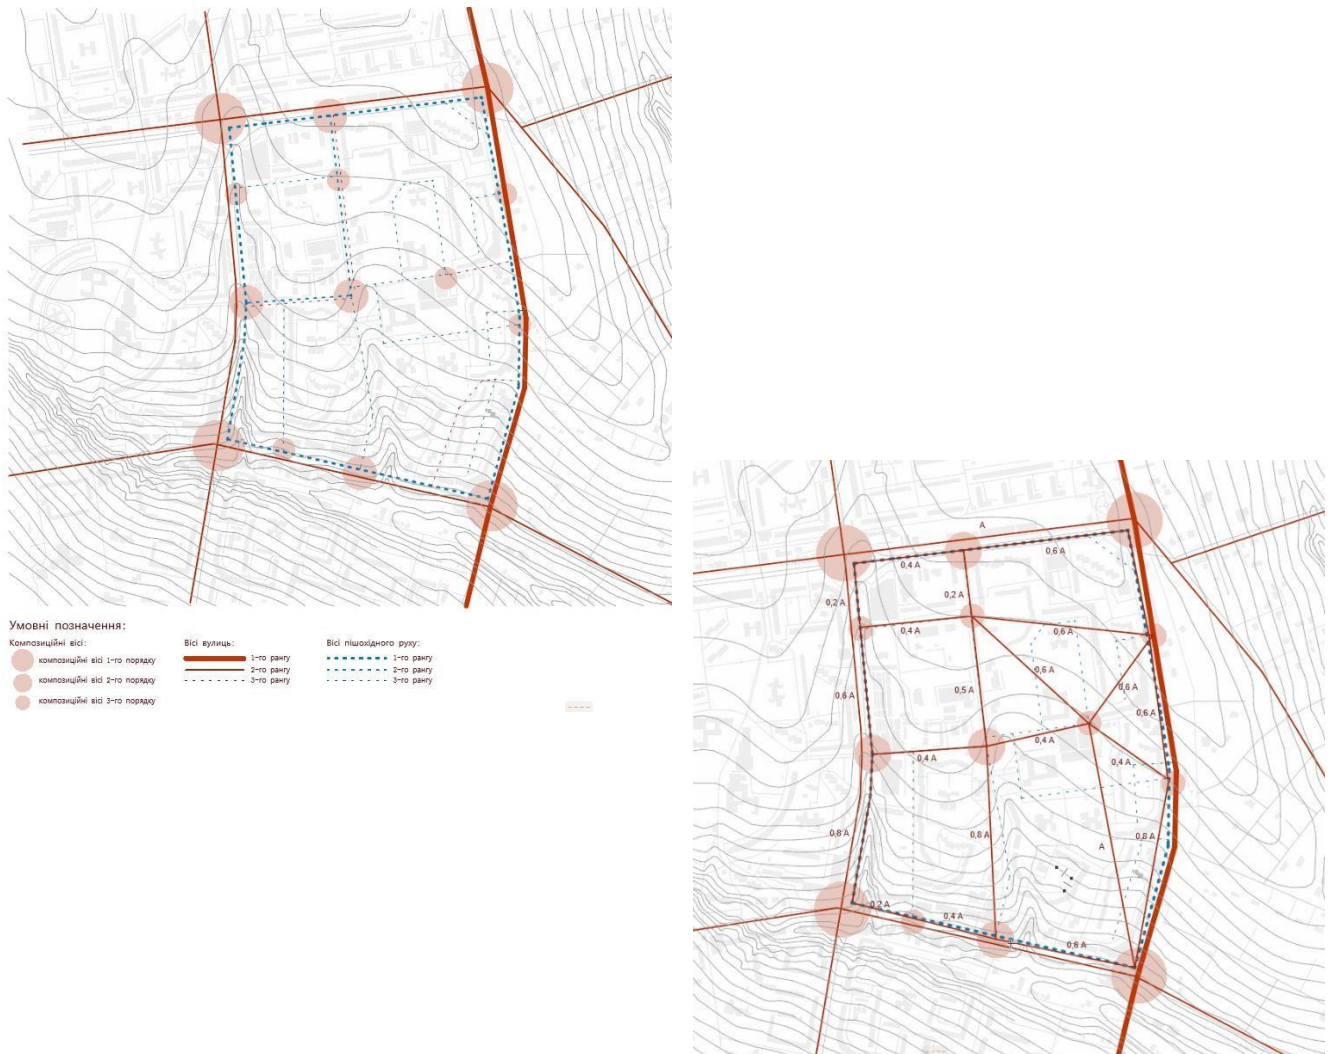 Умовні позначення:
Композиційні вісі:
композиційні вісі 1-го порядку
композиційні вісі 2-го порядку
композиційні вісі 3-го порядку
Вісі вулиць:
1-го рангу
2-го рангу
3-го рангу
Вісі пішохідного руху:
1-го рангу
2-го рангу
3-го рангу
А
0,6 А
0,4 А
0,2 А
0,2 А
0,4 А
0,6 А
0,6 А
0,5 А
0,6 А
0,6 А
0,6 А
0,4 А
0,4 А
0,4 А
0,8 А
0,8 А
А
0,8 А
0,2 А
0,4 А
0,6 А